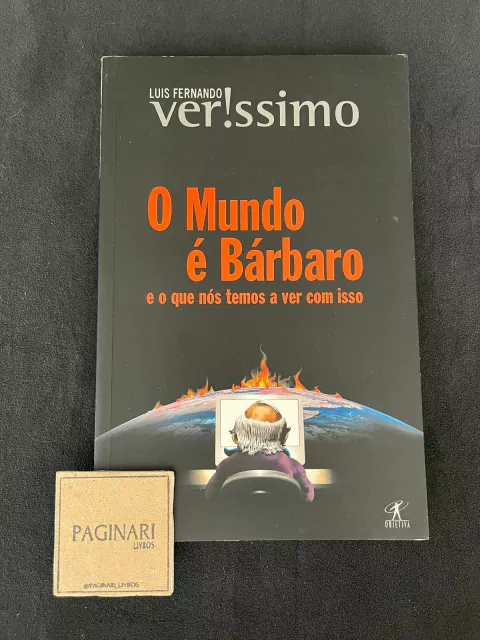 LUIS FERNANDO
ver!ssimo
O Mundo
é Bárbaro
e o que nós temos a ver com isso
OBJETIVA
PAGINARI
LIVROS
@PAGINARI_LIVROS